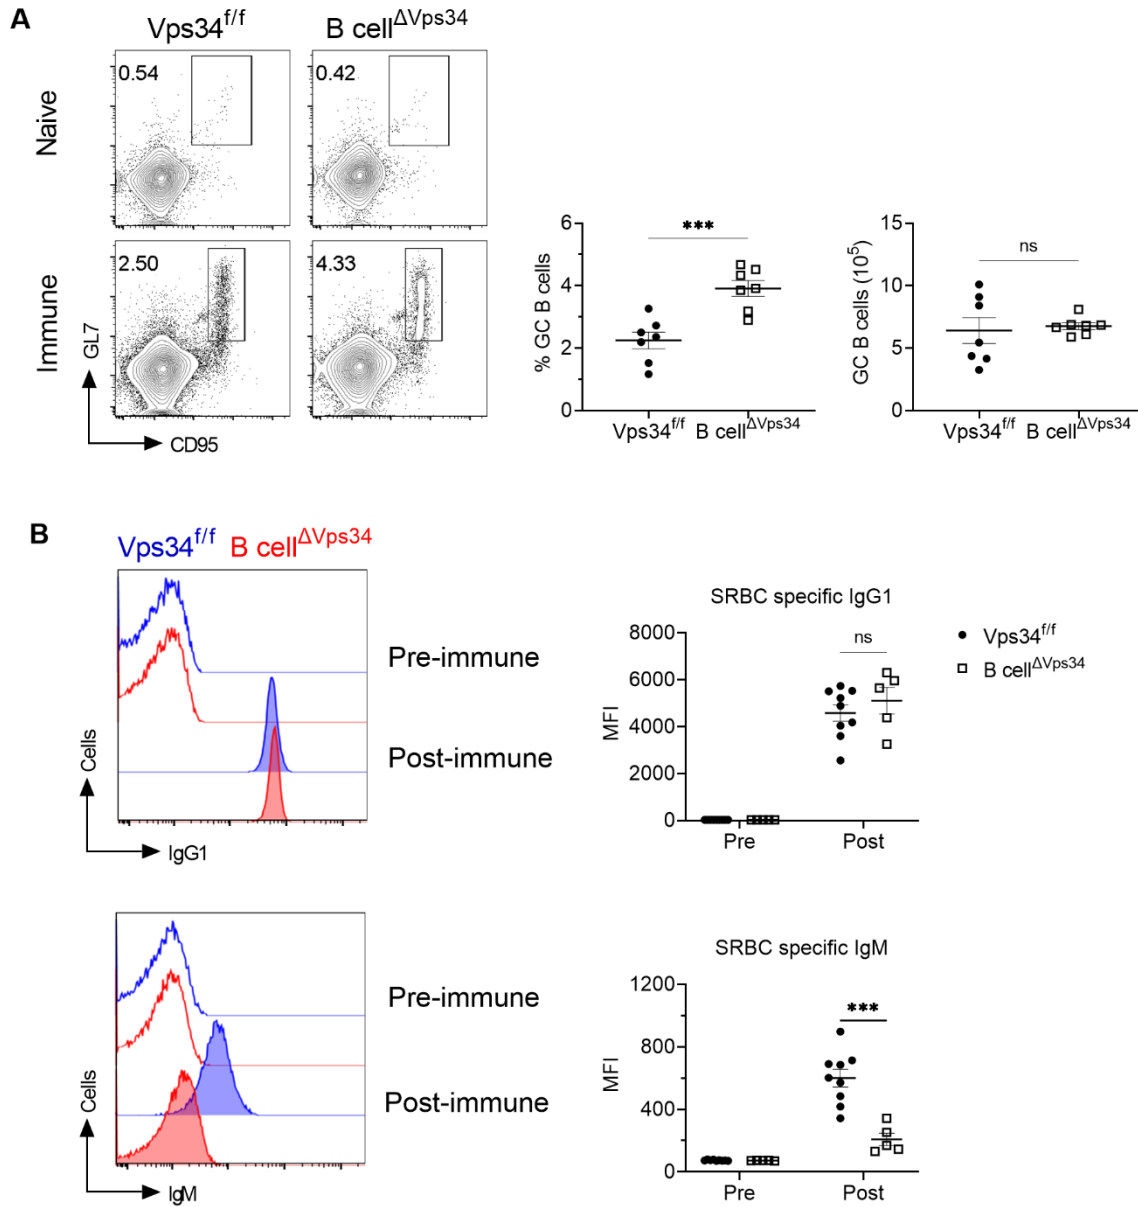 A
Vps34f/f
B cellΔVps34
Naive
0.54
0.42
Immune
2.50
4.33
GL7
CD95
% GC B cells
6
4
2
0
***
Vps34f/f
B cellΔVps34
GC B cells (105)
15
10
5
0
ns
Vps34f/f
B cellΔVps34
B
Vps34f/f B cellΔVps34
Pre-immune
Post-immune
Cells
IgG1
SRBC specific IgG1
MFI
8000
6000
4000
2000
0
ns
Pre
Post
Vps34f/f
B cellΔVps34
Pre-immune
Post-immune
Cells
IgM
SRBC specific IgM
MFI
1200
800
400
0
***
Pre
Post